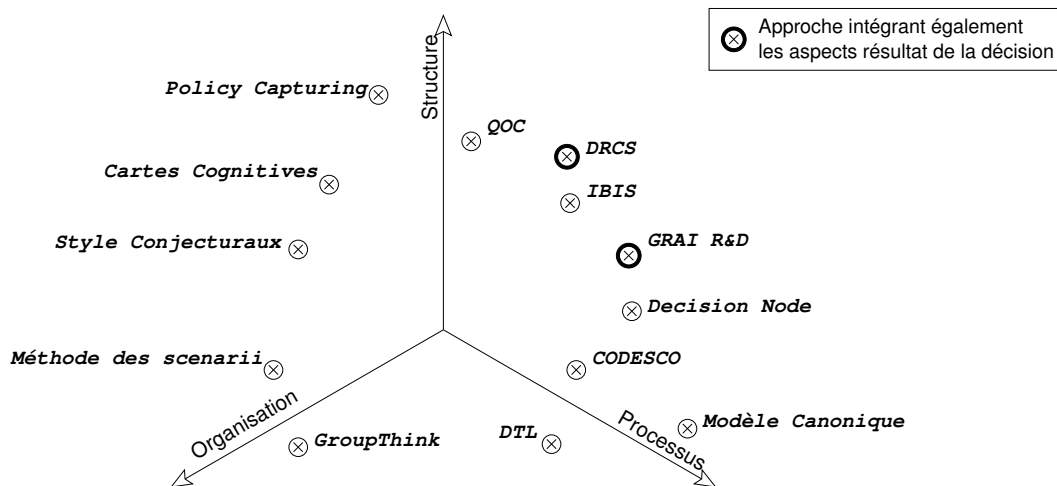 Approche intégrant également
les aspects résultat de la décision
Structure
Policy Capturing
QOC
DRCS
Cartes Cognitives
IBIS
Style Conjecturaux
GRAI R&D
Decision Node
Méthode des scenarii
CODESCO
Organisation
Processus
Modèle Canonique
GroupThink
DTL